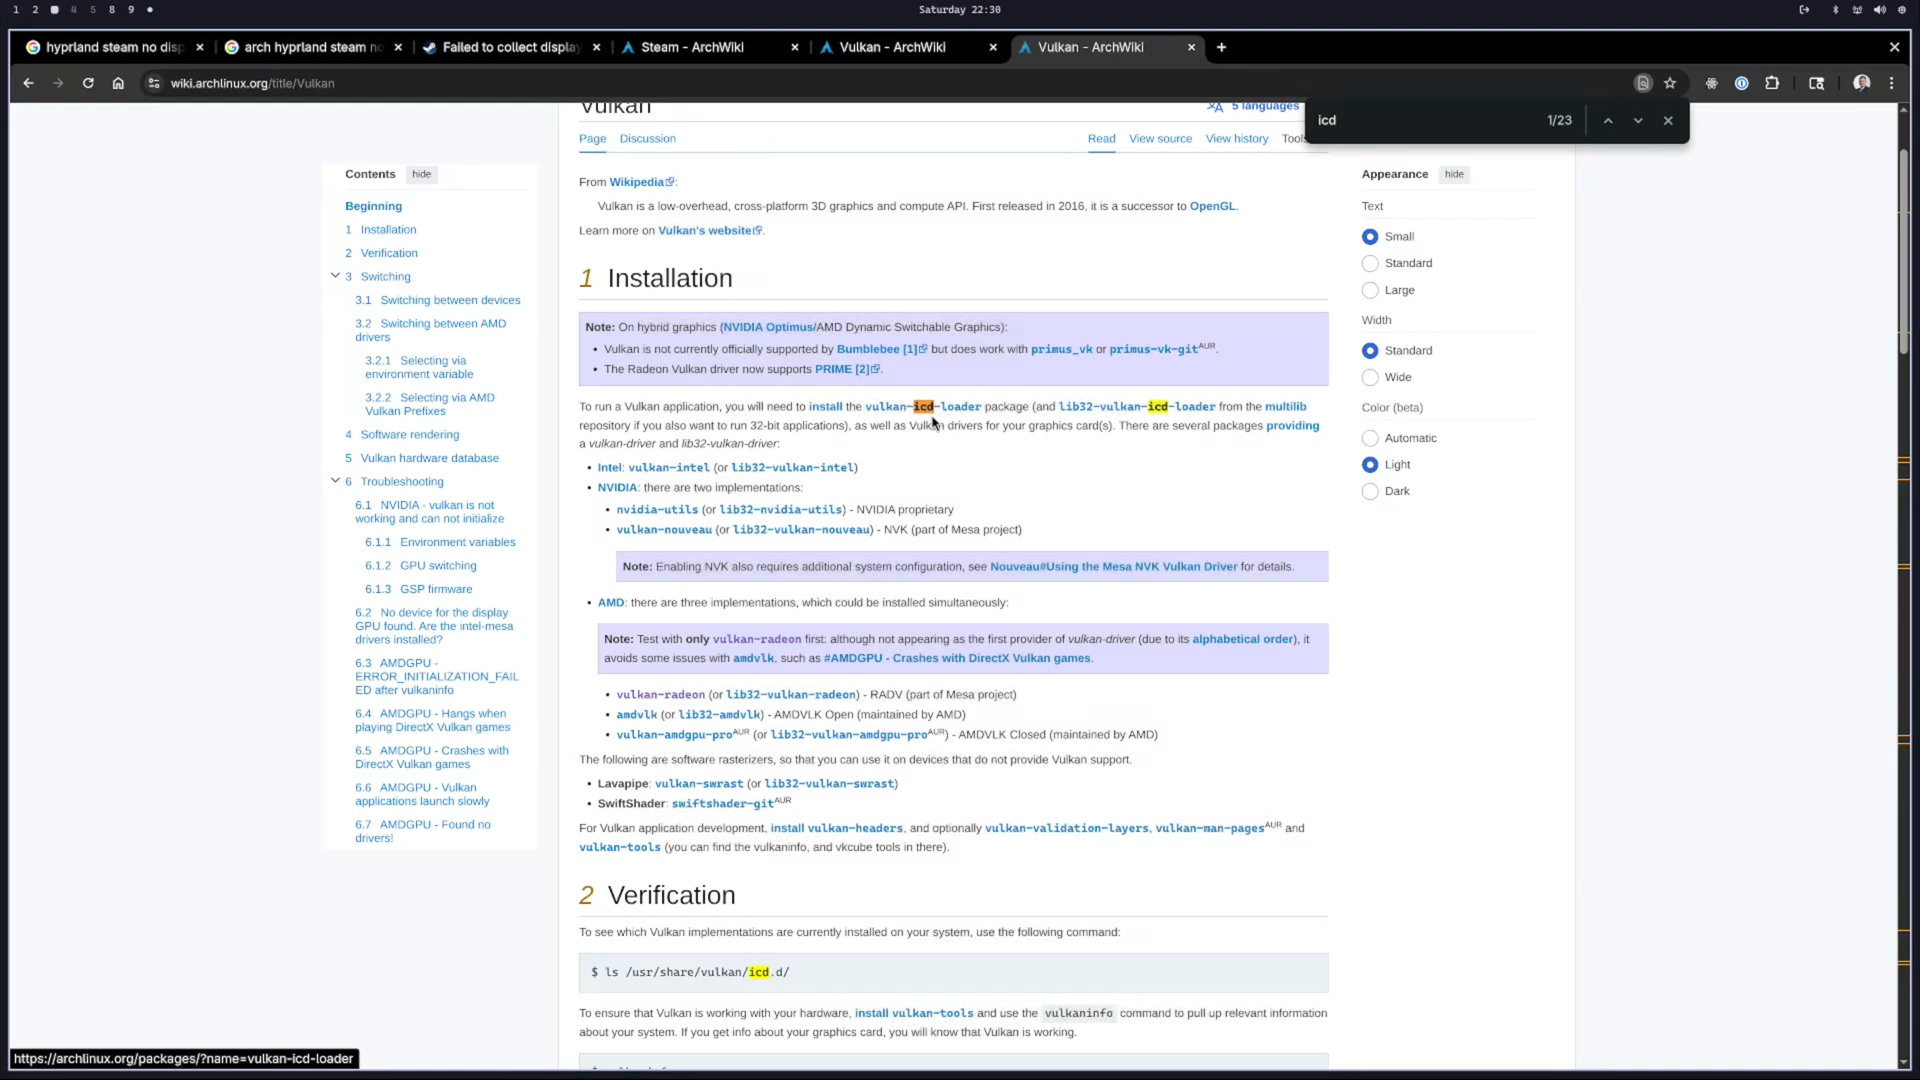 1 2 4 5 8 9
Saturday 22:30
hyprland steam no disp
arch hyprland steam no
Failed to collect display
Steam - ArchWiki
Vulkan - ArchWiki
Vulkan - ArchWiki
wiki.archlinux.org/title/Vulkan
icd 1/23
Vulkan
5 languages
Page Discussion
Read View source View history Tools
Contents hide
Beginning
1 Installation
2 Verification
3 Switching
3.1 Switching between devices
3.2 Switching between AMD
drivers
3.2.1 Selecting via
environment variable
3.2.2 Selecting via AMD
Vulkan Prefixes
4 Software rendering
5 Vulkan hardware database
6 Troubleshooting
6.1 NVIDIA - vulkan is not
working and can not initialize
6.1.1 Environment variables
6.1.2 GPU switching
6.1.3 GSP firmware
6.2 No device for the display
GPU found. Are the intel-mesa
drivers installed?
6.3 AMDGPU -
ERROR_INITIALIZATION_FAIL
ED after vulkaninfo
6.4 AMDGPU - Hangs when
playing DirectX Vulkan games
6.5 AMDGPU - Crashes with
DirectX Vulkan games
6.6 AMDGPU - Vulkan
applications launch slowly
6.7 AMDGPU - Found no
drivers!
From Wikipedia:
Vulkan is a low-overhead, cross-platform 3D graphics and compute API. First released in 2016, it is a successor to OpenGL.
Learn more on Vulkan's website.
1 Installation
Note: On hybrid graphics (NVIDIA Optimus/AMD Dynamic Switchable Graphics):
• Vulkan is not currently officially supported by Bumblebee [1] but does work with primus_vk or primus-vk-gitAUR.
• The Radeon Vulkan driver now supports PRIME [2].
To run a Vulkan application, you will need to install the vulkan-icd-loader package (and lib32-vulkan-icd-loader from the multilib
repository if you also want to run 32-bit applications), as well as Vulkan drivers for your graphics card(s). There are several packages providing
a vulkan-driver and lib32-vulkan-driver:
• Intel: vulkan-intel (or lib32-vulkan-intel)
• NVIDIA: there are two implementations:
• nvidia-utils (or lib32-nvidia-utils) - NVIDIA proprietary
• vulkan-nouveau (or lib32-vulkan-nouveau) - NVK (part of Mesa project)
Note: Enabling NVK also requires additional system configuration, see Nouveau#Using the Mesa NVK Vulkan Driver for details.
• AMD: there are three implementations, which could be installed simultaneously:
Note: Test with only vulkan-radeon first: although not appearing as the first provider of vulkan-driver (due to its alphabetical order), it
avoids some issues with amdvlk, such as #AMDGPU - Crashes with DirectX Vulkan games.
• vulkan-radeon (or lib32-vulkan-radeon) - RADV (part of Mesa project)
• amdvlk (or lib32-amdvlk) - AMDVLK Open (maintained by AMD)
• vulkan-amdgpu-proAUR (or lib32-vulkan-amdgpu-proAUR) - AMDVLK Closed (maintained by AMD)
The following are software rasterizers, so that you can use it on devices that do not provide Vulkan support.
• Lavapipe: vulkan-swrast (or lib32-vulkan-swrast)
• SwiftShader: swiftshader-gitAUR
For Vulkan application development, install vulkan-headers, and optionally vulkan-validation-layers, vulkan-man-pagesAUR and
vulkan-tools (you can find the vulkaninfo, and vkcube tools in there).
2 Verification
To see which Vulkan implementations are currently installed on your system, use the following command:
$ ls /usr/share/vulkan/icd.d/
To ensure that Vulkan is working with your hardware, install vulkan-tools and use the vulkaninfo command to pull up relevant information
about your system. If you get info about your graphics card, you will know that Vulkan is working.
Appearance hide
Text
Small
Standard
Large
Width
Standard
Wide
Color (beta)
Automatic
Light
Dark
https://archlinux.org/packages/?name=vulkan-icd-loader